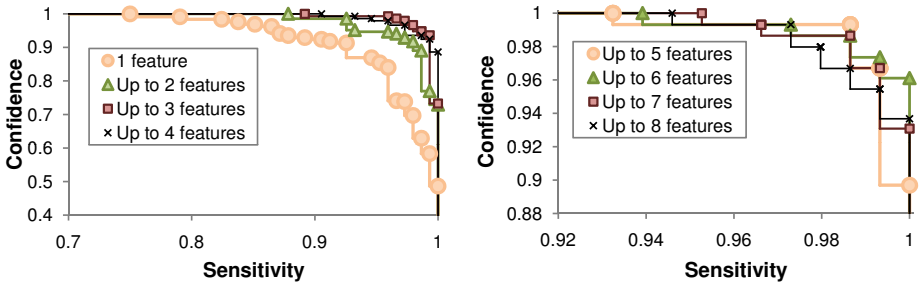 1
0.9
0.8
0.7
0.6
0.5
0.4
Confidence
1 feature
Up to 2 features
Up to 3 features
Up to 4 features
0.7
0.8
0.9
1
Sensitivity
1.00
0.98
0.96
0.94
0.92
0.90
0.88
Confidence
Up to 5 features
Up to 6 features
Up to 7 features
Up to 8 features
0.92
0.94
0.96
0.98
1
Sensitivity